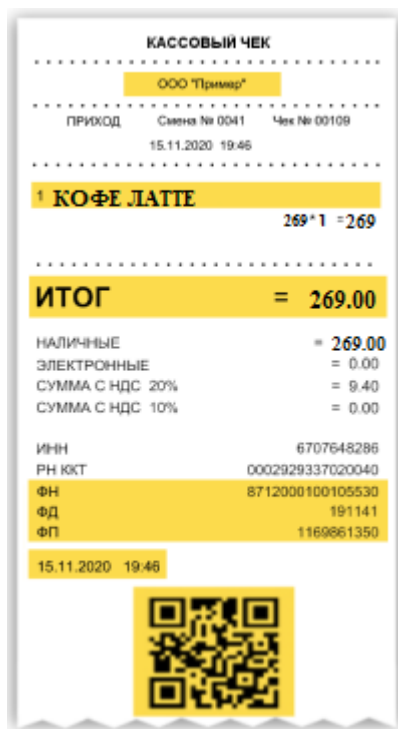 КАССОВЫЙ ЧЕК
ООО "Пример"
ПРИХОД Смена № 0041 Чек № 00109
15.11.2020 19:46
1 КОФЕ ЛАТТЕ
269*1 =269
ИТОГ = 269.00
НАЛИЧНЫЕ = 269.00
ЭЛЕКТРОННЫЕ = 0.00
СУММА С НДС 20% = 9.40
СУММА С НДС 10% = 0.00
ИНН 6707648286
РН ККТ 0002929337020040
ФН 8712000100105530
ФД 191141
ФП 1169861350
15.11.2020 19:46